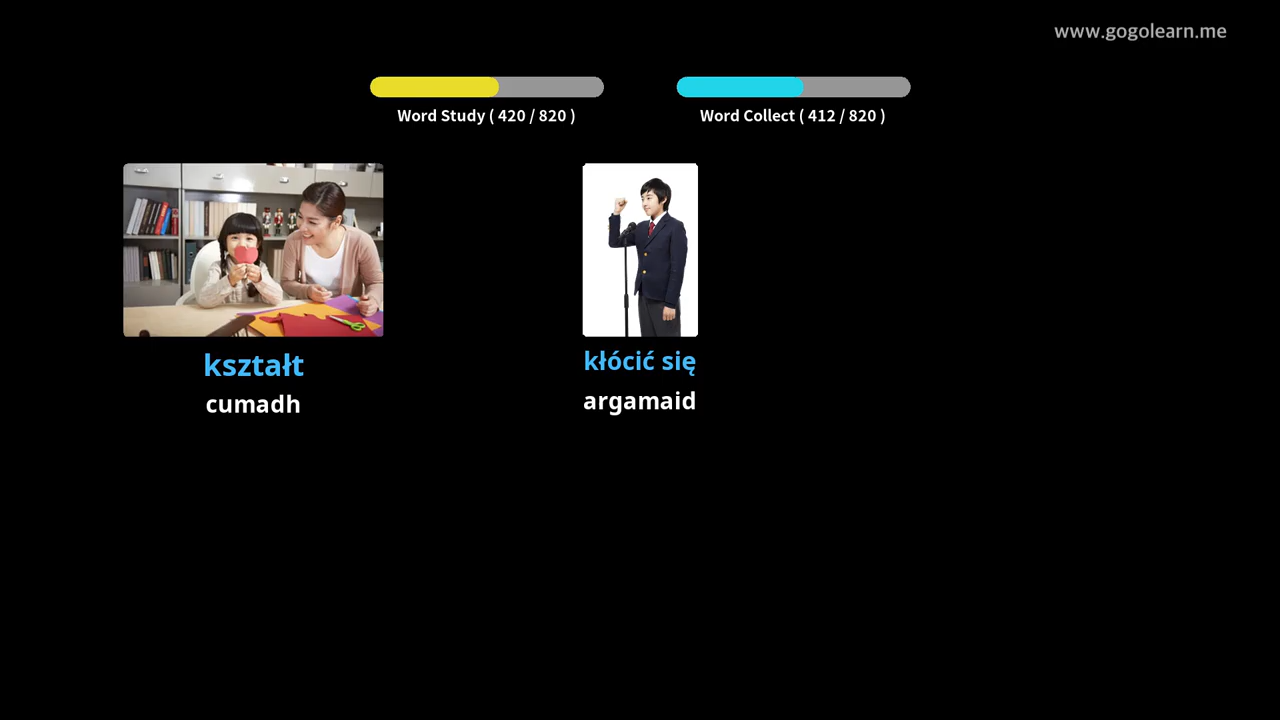 www.gogolearn.me
Word Study ( 420 / 820 )
Word Collect ( 412 / 820 )
kształt
cumadh
kłócić się
argamaid